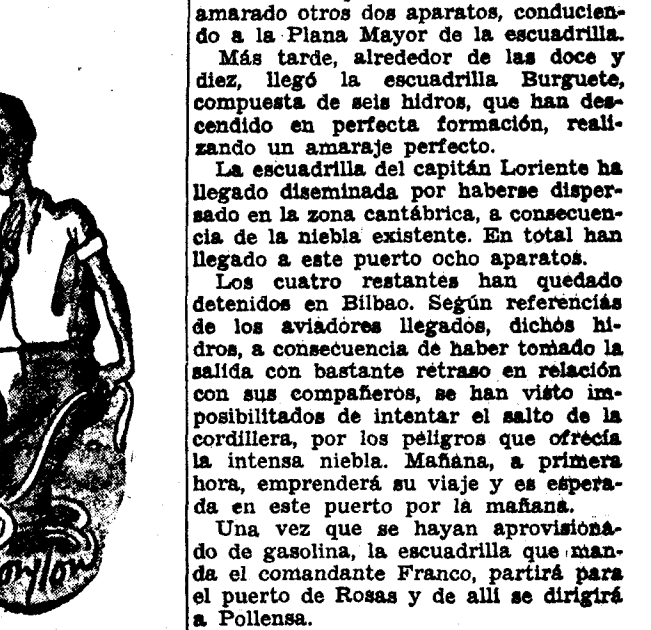 amarado otros dos aparatos, conducien-
do a la Plana Mayor de la escuadrilla.
Más tarde, alrededor de las doce y
diez, llegó la escuadrilla Burguete,
compuesta de seis hidros, que han des-
cendido en perfecta formación, reali-
zando un amaraje perfecto.
La escuadrilla del capitán Loriente ha
llegado diseminada por haberse disper-
sado en la zona cantábrica, a consecuen-
cia de la niebla existente. En total han
llegado a este puerto ocho aparatos.
Los cuatro restantes han quedado
detenidos en Bilbao. Según referencias
de los aviadores llegados, dichos hi-
dros, a consecuencia de haber tomado la
salida con bastante retraso en relación
con sus compañeros, se han visto im-
posibilitados de intentar el salto de la
cordillera, por los peligros que ofrecía
la intensa niebla. Mañana, a primera
hora, emprenderá su viaje y es espera-
da en este puerto por la mañana.
Una vez que se hayan aprovisiona-
do de gasolina, la escuadrilla que man-
da el comandante Franco, partirá para
el puerto de Rosas y de allí se dirigirá
a Pollensa.